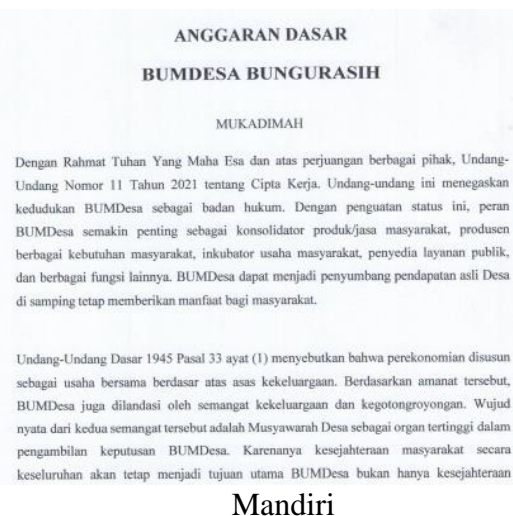 ANGGARAN DASAR
BUMDESA BUNGURASIH
MUKADIMAH
Dengan Rahmat Tuhan Yang Maha Esa dan atas perjuangan berbagai pihak, Undang-
Undang Nomor 11 Tahun 2021 tentang Cipta Kerja. Undang-undang ini menegaskan
kedudukan BUMDesa sebagai badan hukum. Dengan penguatan status ini, peran
BUMDesa semakin penting sebagai konsolidator produk/jasa masyarakat, produsen
berbagai kebutuhan masyarakat, inkubator usaha masyarakat, penyedia layanan publik,
dan berbagai fungsi lainnya. BUMDesa dapat menjadi penyumbang pendapatan asli Desa
di samping tetap memberikan manfaat bagi masyarakat.
Undang-Undang Dasar 1945 Pasal 33 ayat (1) menyebutkan bahwa perekonomian disusun
sebagai usaha bersama berdasar atas asas kekeluargaan. Berdasarkan amanat tersebut,
BUMDesa juga dilandasi oleh semangat kekeluargaan dan kegotongroyongan. Wujud
nyata dari kedua semangat tersebut adalah Musyawarah Desa sebagai organ tertinggi dalam
pengambilan keputusan BUMDesa. Karenanya kesejahteraan masyarakat secara
keseluruhan akan tetap menjadi tujuan utama BUMDesa bukan hanya kesejahteraan
Mandiri